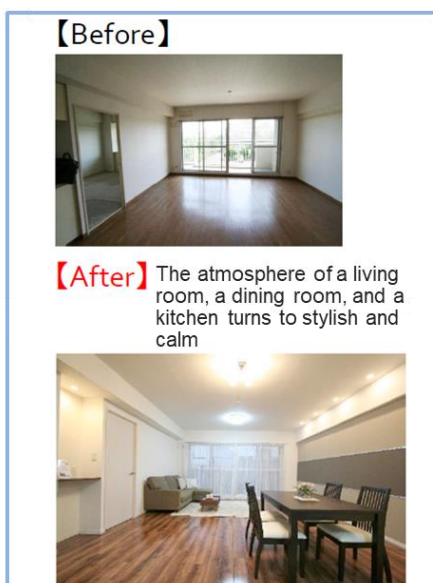 【Before】
【After】
The atmosphere of a living
room, a dining room, and a
kitchen turns to stylish and
calm